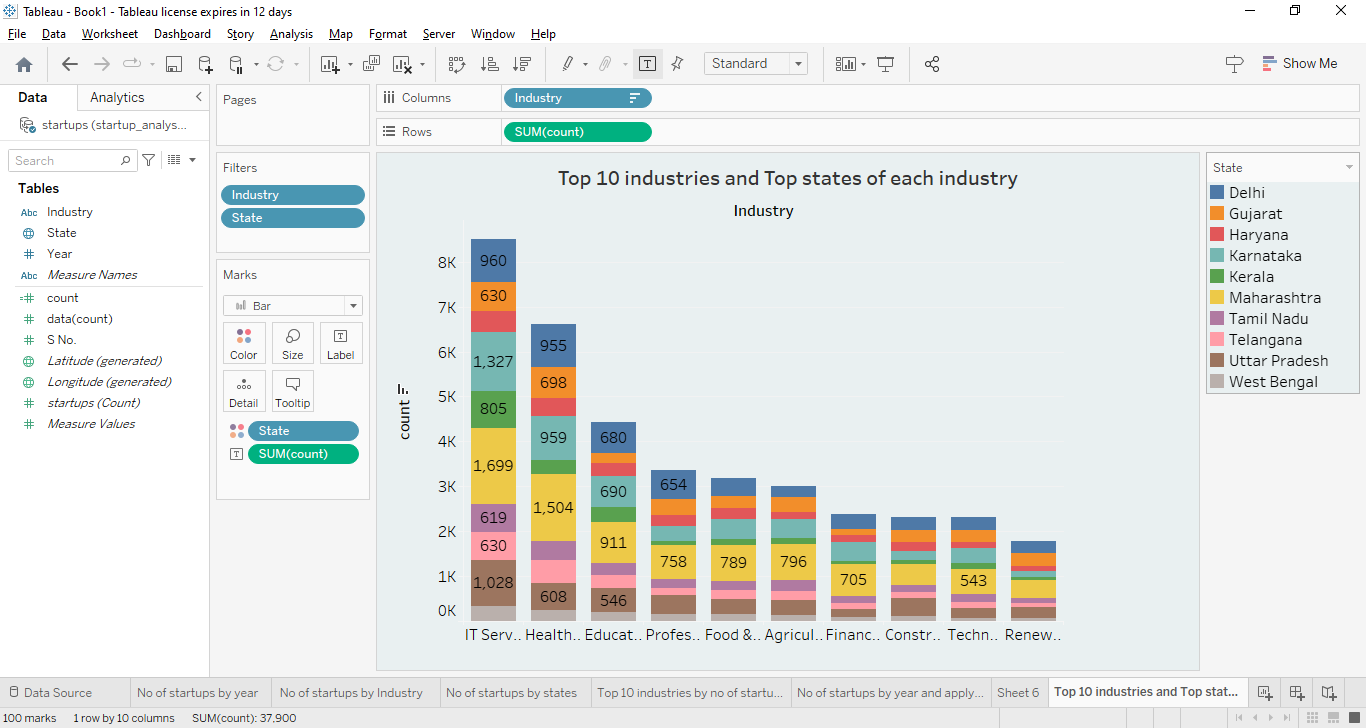 Tableau - Book1 - Tableau license expires in 12 days
File Data Worksheet Dashboard Story Analysis Map Format Server Window Help
Standard
Show Me
Data Analytics
startups (startup_analys...
Search
Tables
Abc Industry
State
Year
Abc Measure Names
count
data(count)
S No.
Latitude (generated)
Longitude (generated)
startups (Count)
Measure Values
Pages
Filters
Industry
State
Marks
Bar
Color Size Label
Detail Tooltip
State
SUM(count)
Columns Industry
Rows SUM(count)
Top 10 industries and Top states of each industry
Industry
count
8K
7K
6K
5K
4K
3K
2K
1K
0K
960
630
1,327
805
1,699
619
630
1,028
955
698
959
1,504
608
680
690
911
546
654
758
789
796
705
543
IT Serv.. Health.. Educat.. Profes.. Food &.. Agricul.. Financ.. Constr.. Techn.. Renew..
State
Delhi
Gujarat
Haryana
Karnataka
Kerala
Maharashtra
Tamil Nadu
Telangana
Uttar Pradesh
West Bengal
Data Source No of startups by year No of startups by Industry No of startups by states Top 10 industries by no of startu... No of startups by year and apply... Sheet 6 Top 10 industries and Top stat...
100 marks 1 row by 10 columns SUM(count): 37,900